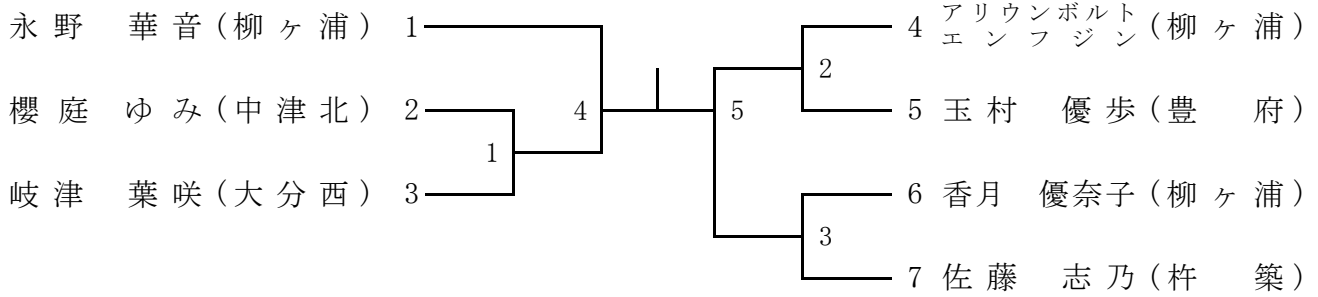 永野 華音(柳ヶ浦) 1
櫻庭 ゆみ(中津北) 2
岐津 葉咲(大分西) 3
1
4
5
2
3
4 アリウンボルト エンフジン (柳ヶ浦)
5 玉村 優歩(豊府)
6 香月 優奈子(柳ヶ浦)
7 佐藤 志乃(杵築)